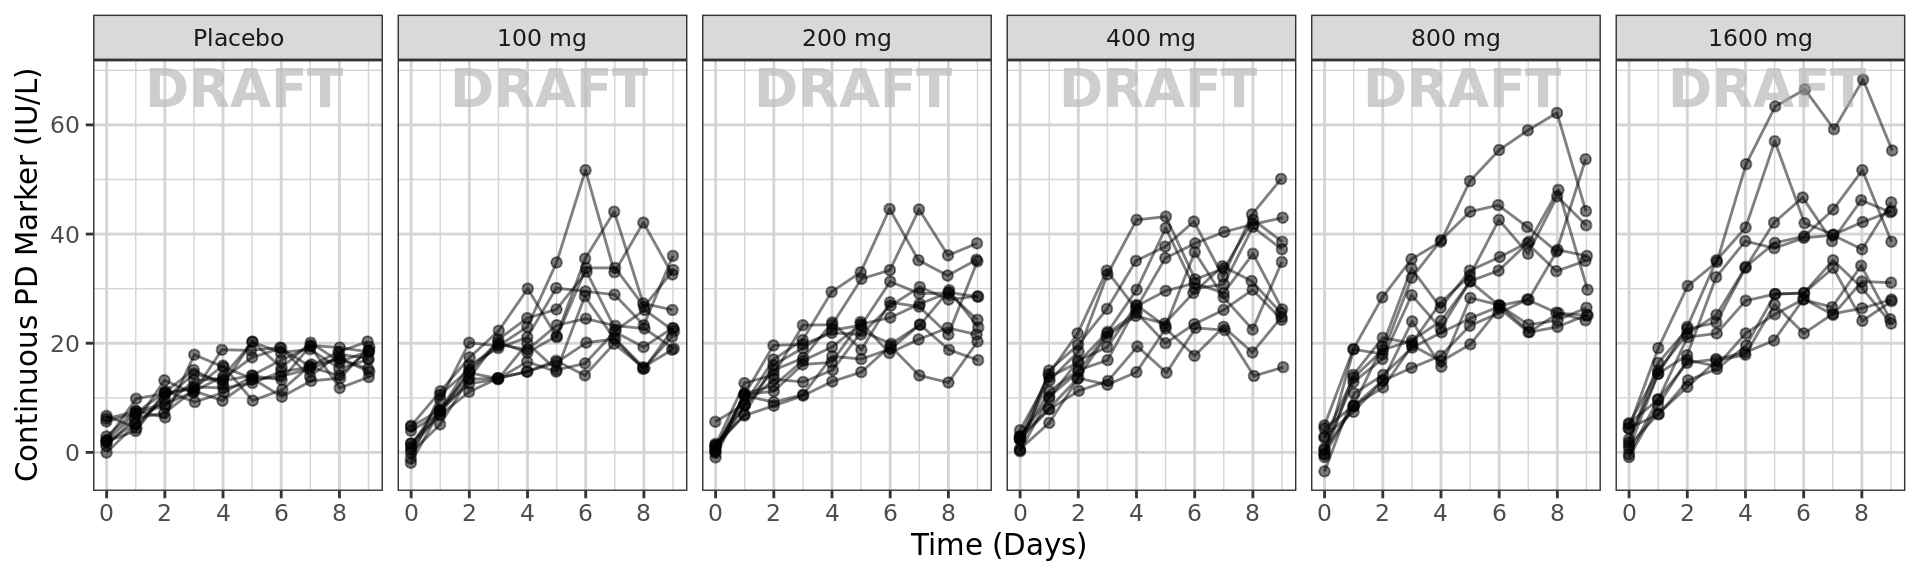 Placebo 100 mg 200 mg 400 mg 800 mg 1600 mg
DRAFT DRAFT DRAFT DRAFT DRAFT DRAFT
Continuous PD Marker (IU/L)
60
40
20
0
0 2 4 6 8 0 2 4 6 8 0 2 4 6 8 0 2 4 6 8 0 2 4 6 8 0 2 4 6 8
Time (Days)